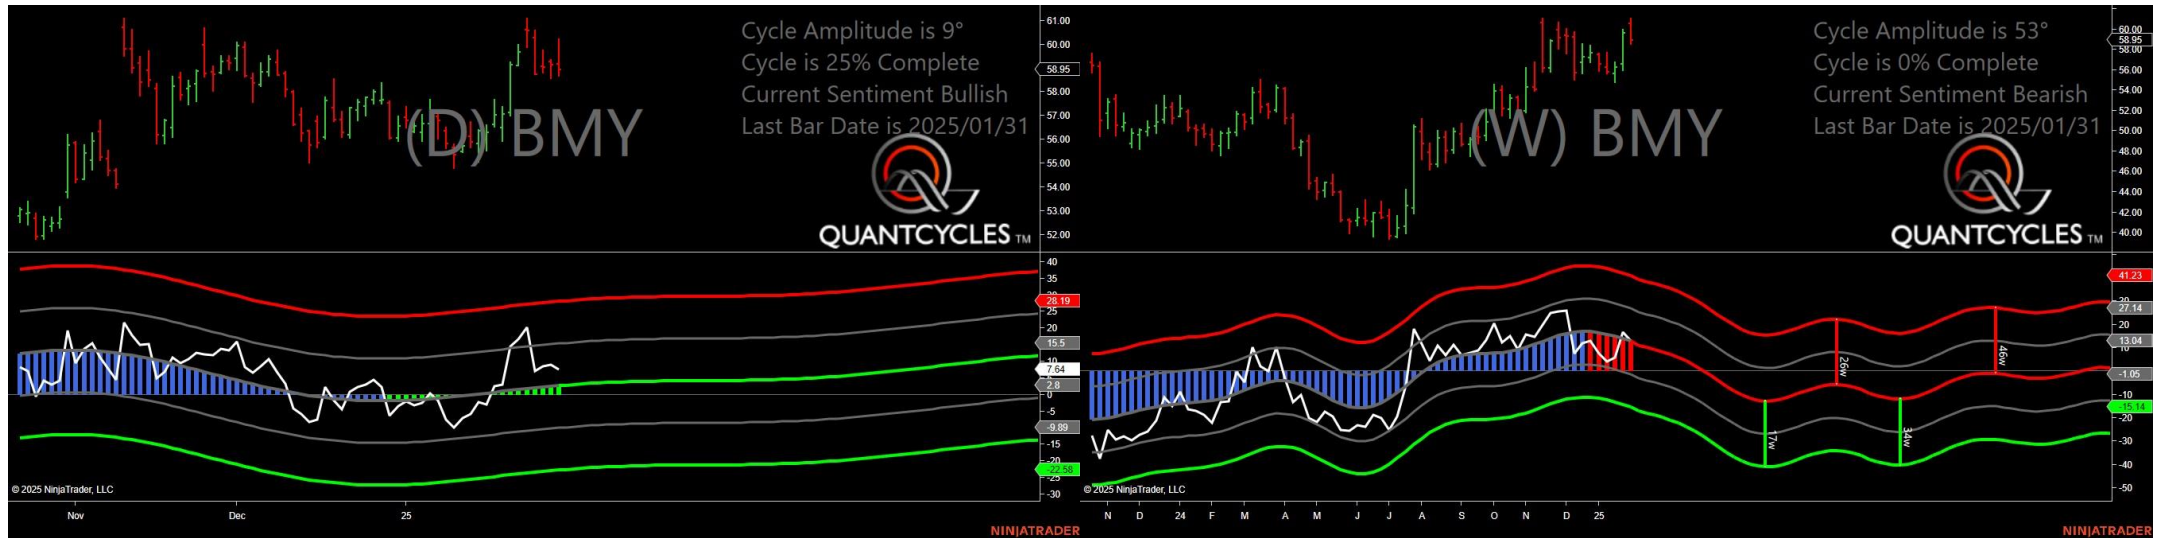 Cycle Amplitude is 9°
Cycle is 25% Complete
Current Sentiment Bullish
Last Bar Date is 2025/01/31
(D) BMY
QUANTCYCLES TM
61.00
60.00
58.95
58.00
57.00
56.00
55.00
54.00
53.00
52.00
40
35
28.19
25
20
15.5
10
7.64
2.8
0
-5
-9.89
-15
-22.58
-25
-30
© 2025 NinjaTrader, LLC
Nov Dec 25
NINJATRADER
Cycle Amplitude is 53°
Cycle is 0% Complete
Current Sentiment Bearish
Last Bar Date is 2025/01/31
(W) BMY
QUANTCYCLES TM
60.00
58.95
58.00
56.00
54.00
52.00
50.00
48.00
46.00
44.00
42.00
40.00
41.23
27.14
20
13.04
-1.05
-10
-15.14
-20
-30
-40
-50
17w
26w
34w
46w
© 2025 NinjaTrader, LLC
N D 24 F M A M J J A S O N D 25
NINJATRADER